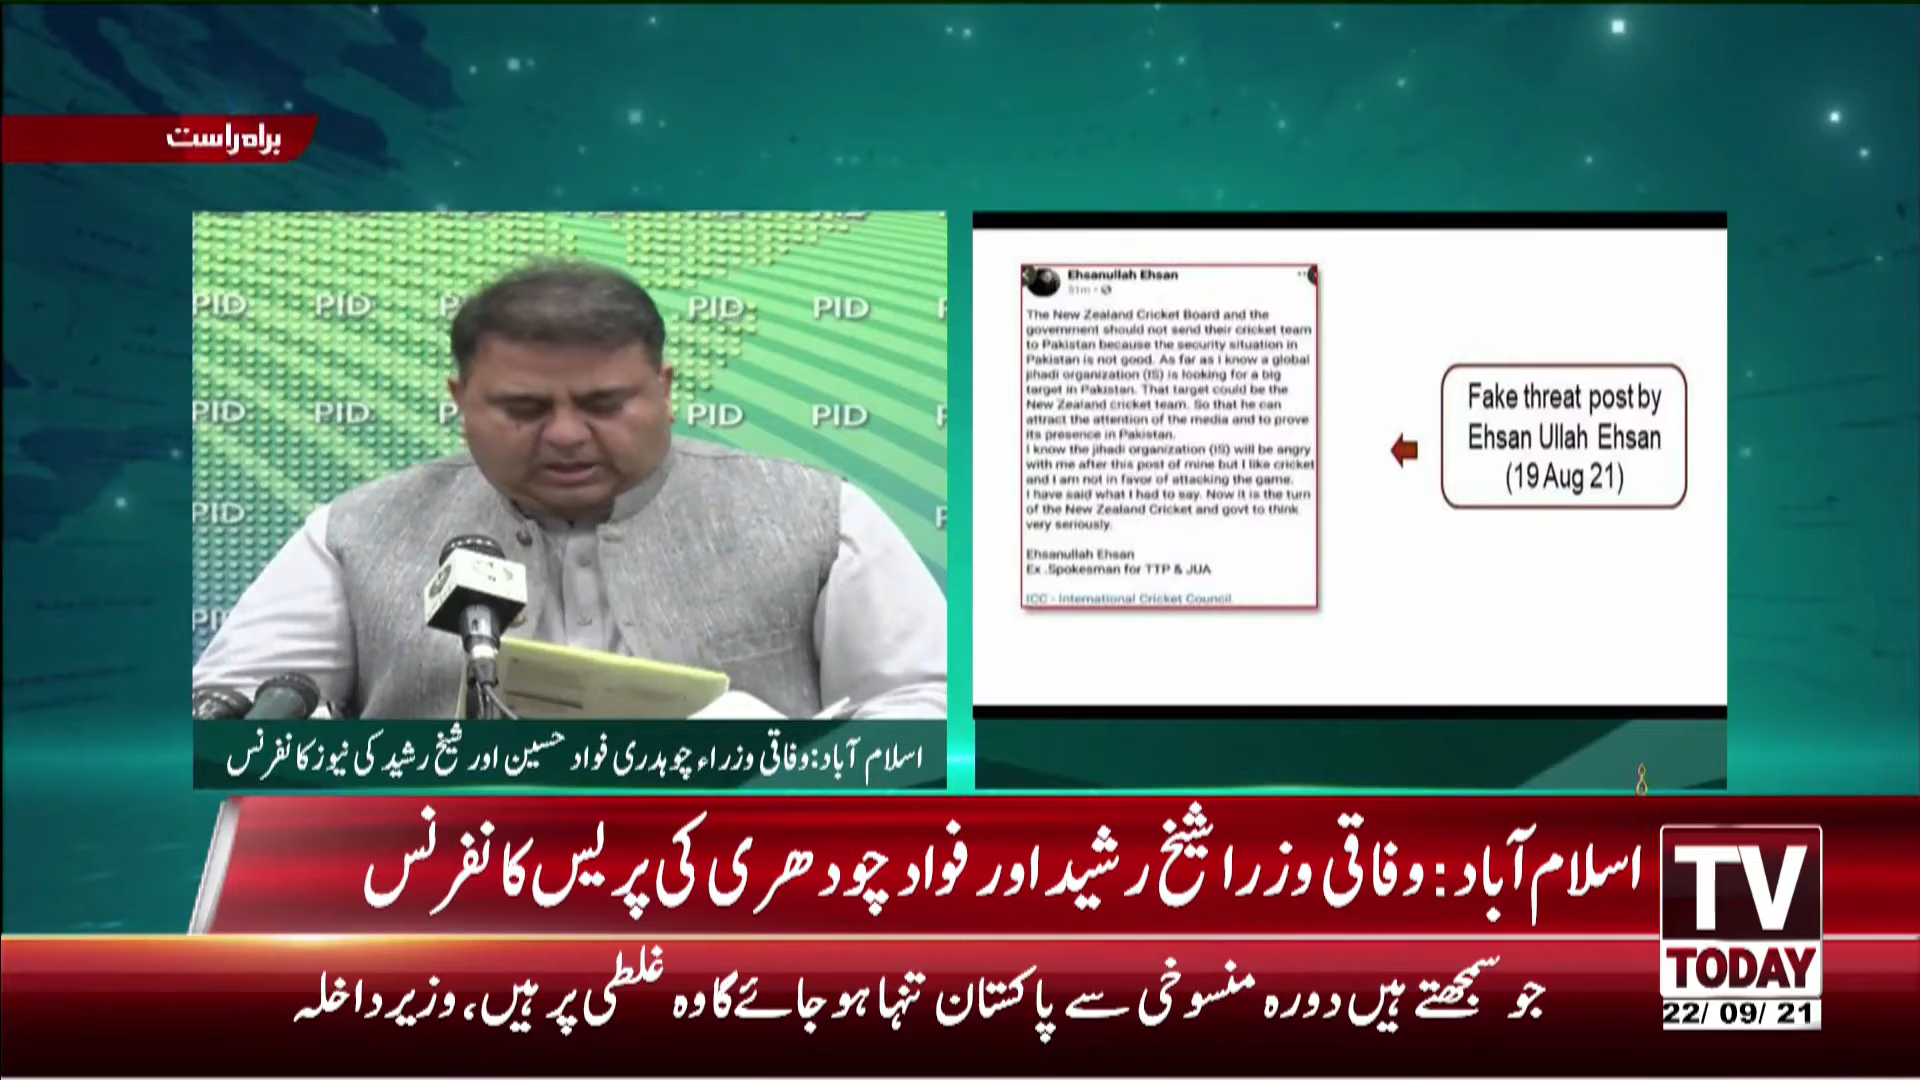 براہ راست
PID PID PID PID PID
PID PID PID PID
PID
Ehsanullah Ehsan
51m
The New Zealand Cricket Board and the
government should not send their cricket team
to Pakistan because the security situation in
Pakistan is not good. As far as I know a global
jihadi organization (IS) is looking for a big
target in Pakistan. That target could be the
New Zealand cricket team. So that he can
attract the attention of the media and to prove
its presence in Pakistan.
I know the jihadi organization (IS) will be angry
with me after this post of mine but I like cricket
and I am not in favor of attacking the game.
I have said what I had to say. Now it is the turn
of the New Zealand Cricket and govt to think
very seriously.
Ehsanullah Ehsan
Ex .Spokesman for TTP & JUA
ICC - International Cricket Council
Fake threat post by
Ehsan Ullah Ehsan
(19 Aug 21)
اسلام آباد:وفاقی وزراء چوہدری فواد حسین اور شیخ رشید کی نیوز کانفرنس
اسلام آباد: وفاقی وزرا شیخ رشید اور فواد چودھری کی پریس کانفرنس
جو سمجھتے ہیں دورہ منسوخی سے پاکستان تنہا ہو جائے گا وہ غلطی پر ہیں، وزیر داخلہ
TV
TODAY
22/ 09/ 21